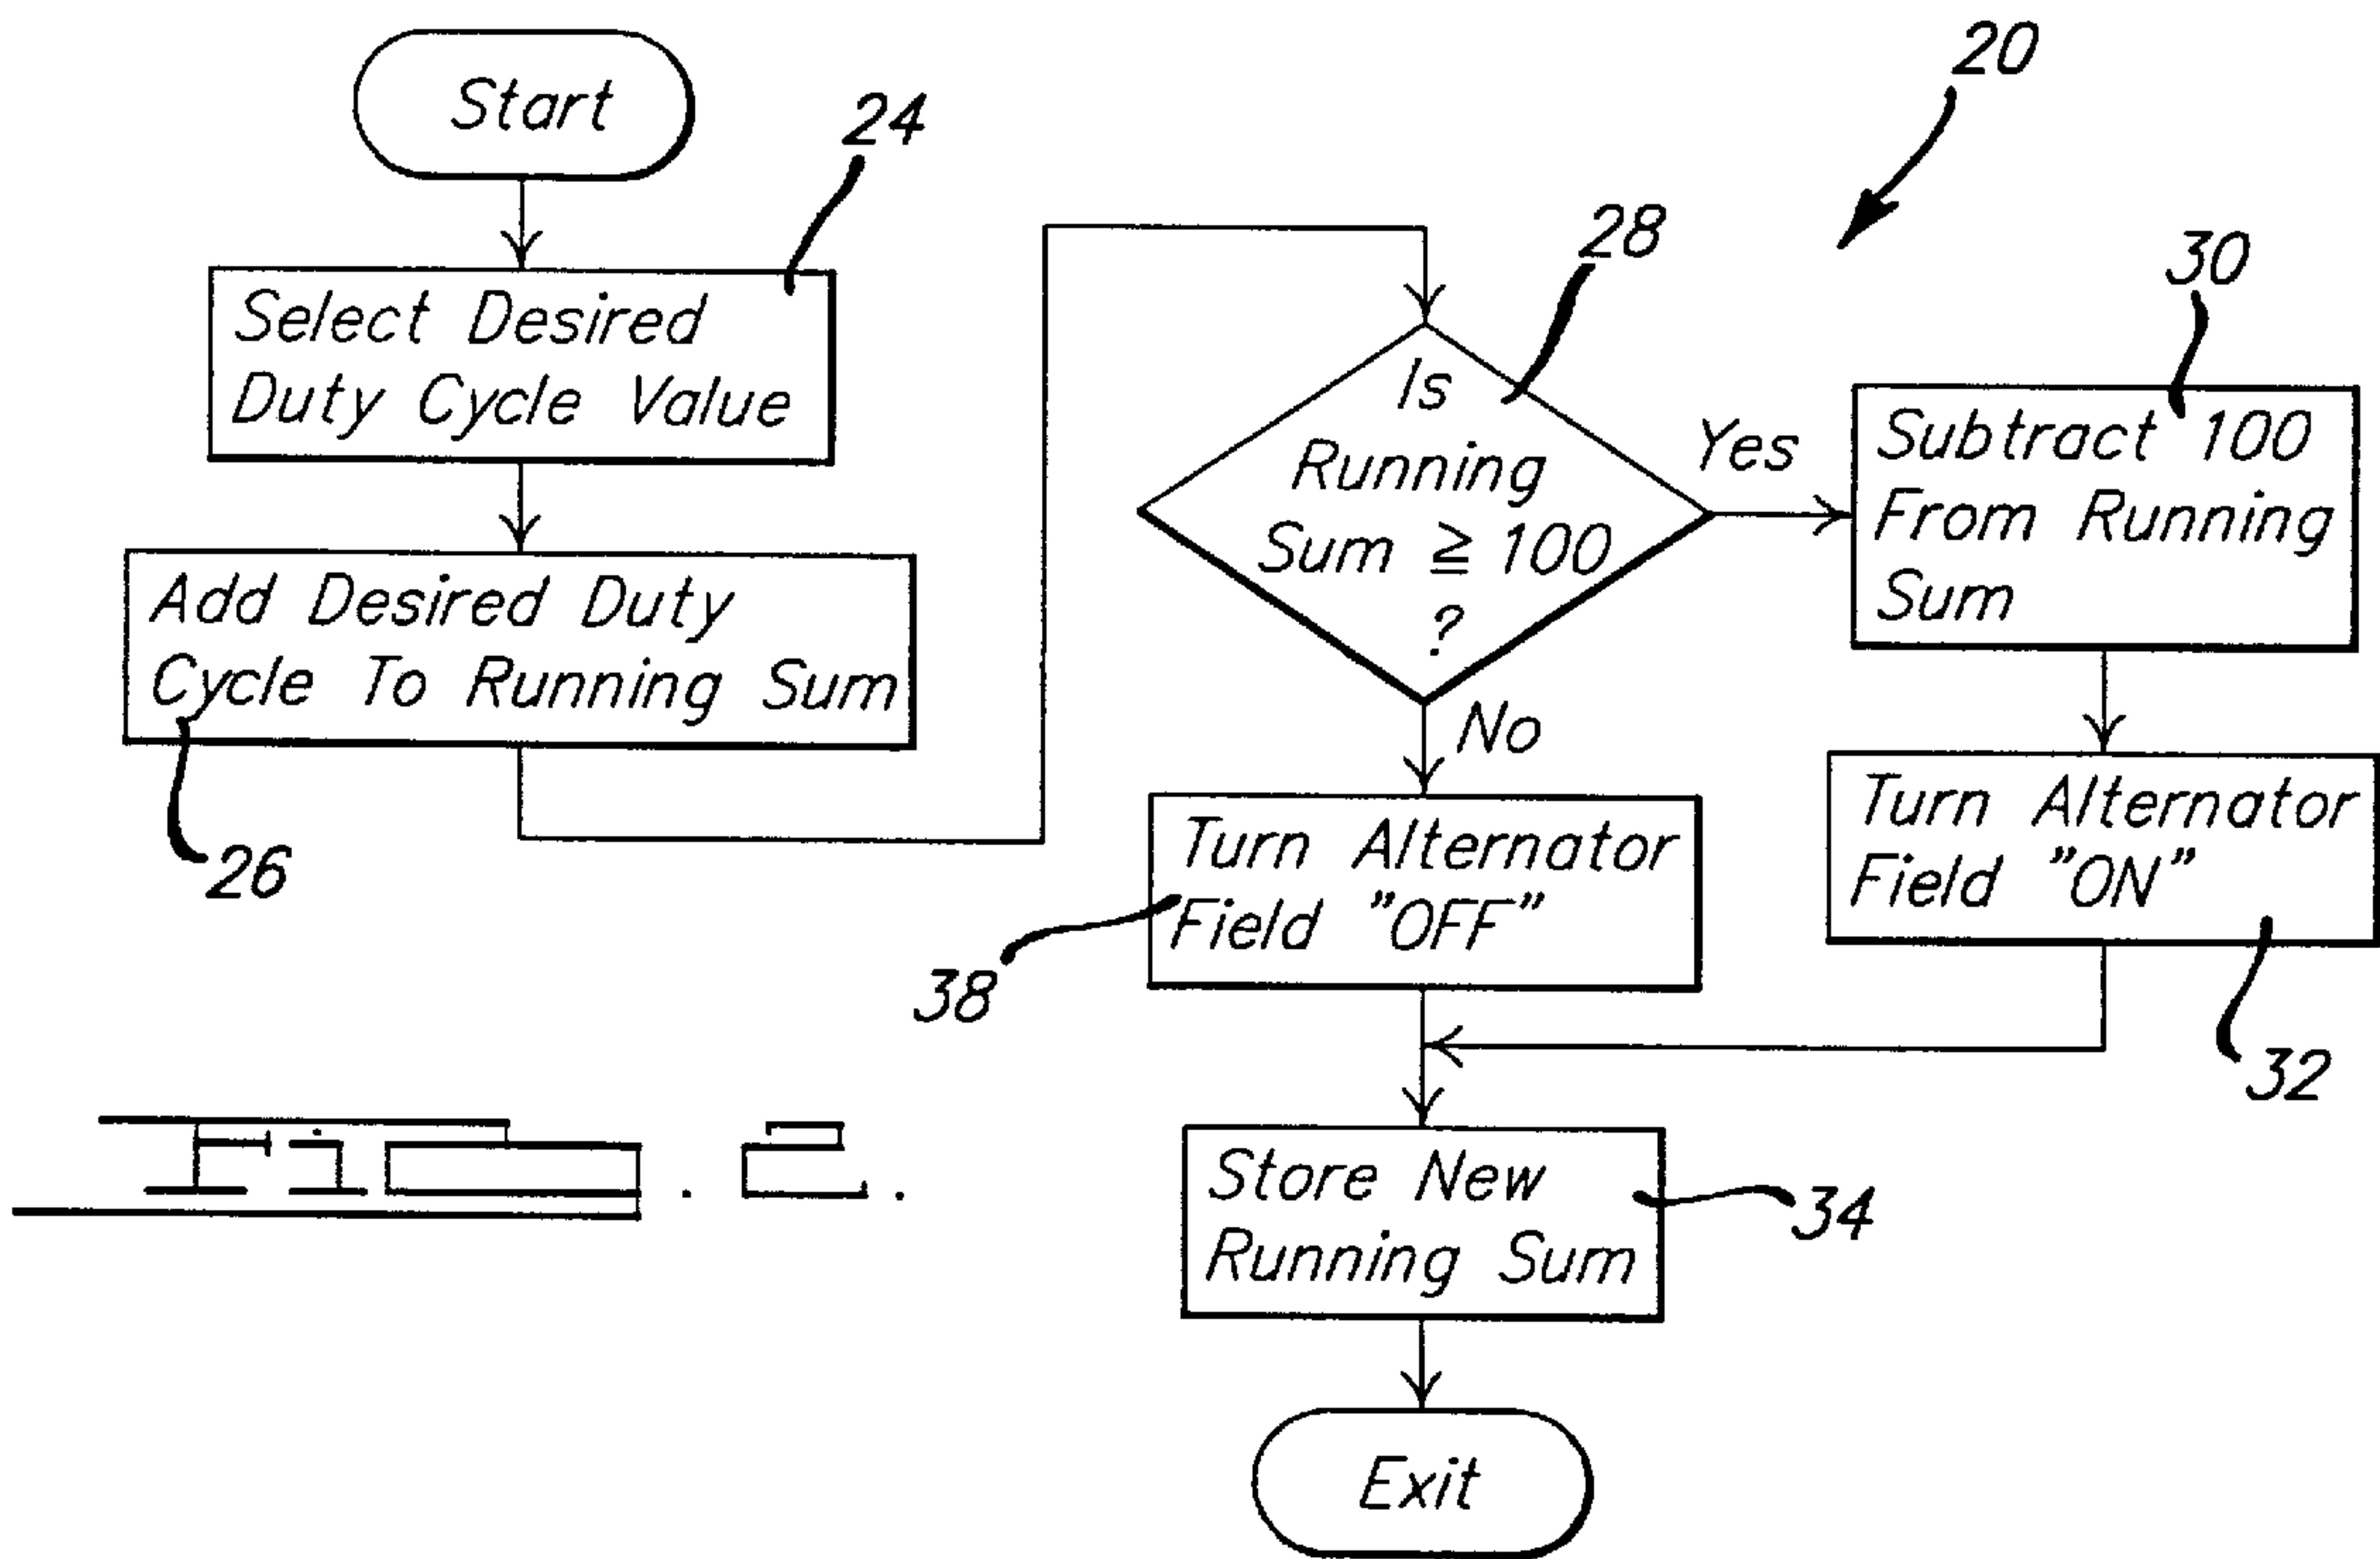 Start
24
Select Desired
Duty Cycle Value
Add Desired Duty
Cycle To Running Sum
26
20
28
Is
Running
Sum ≧ 100
?
Yes
No
30
Subtract 100
From Running
Sum
Turn Alternator
Field "ON"
32
Turn Alternator
Field "OFF"
38
Store New
Running Sum
34
Exit
Fig. 2.